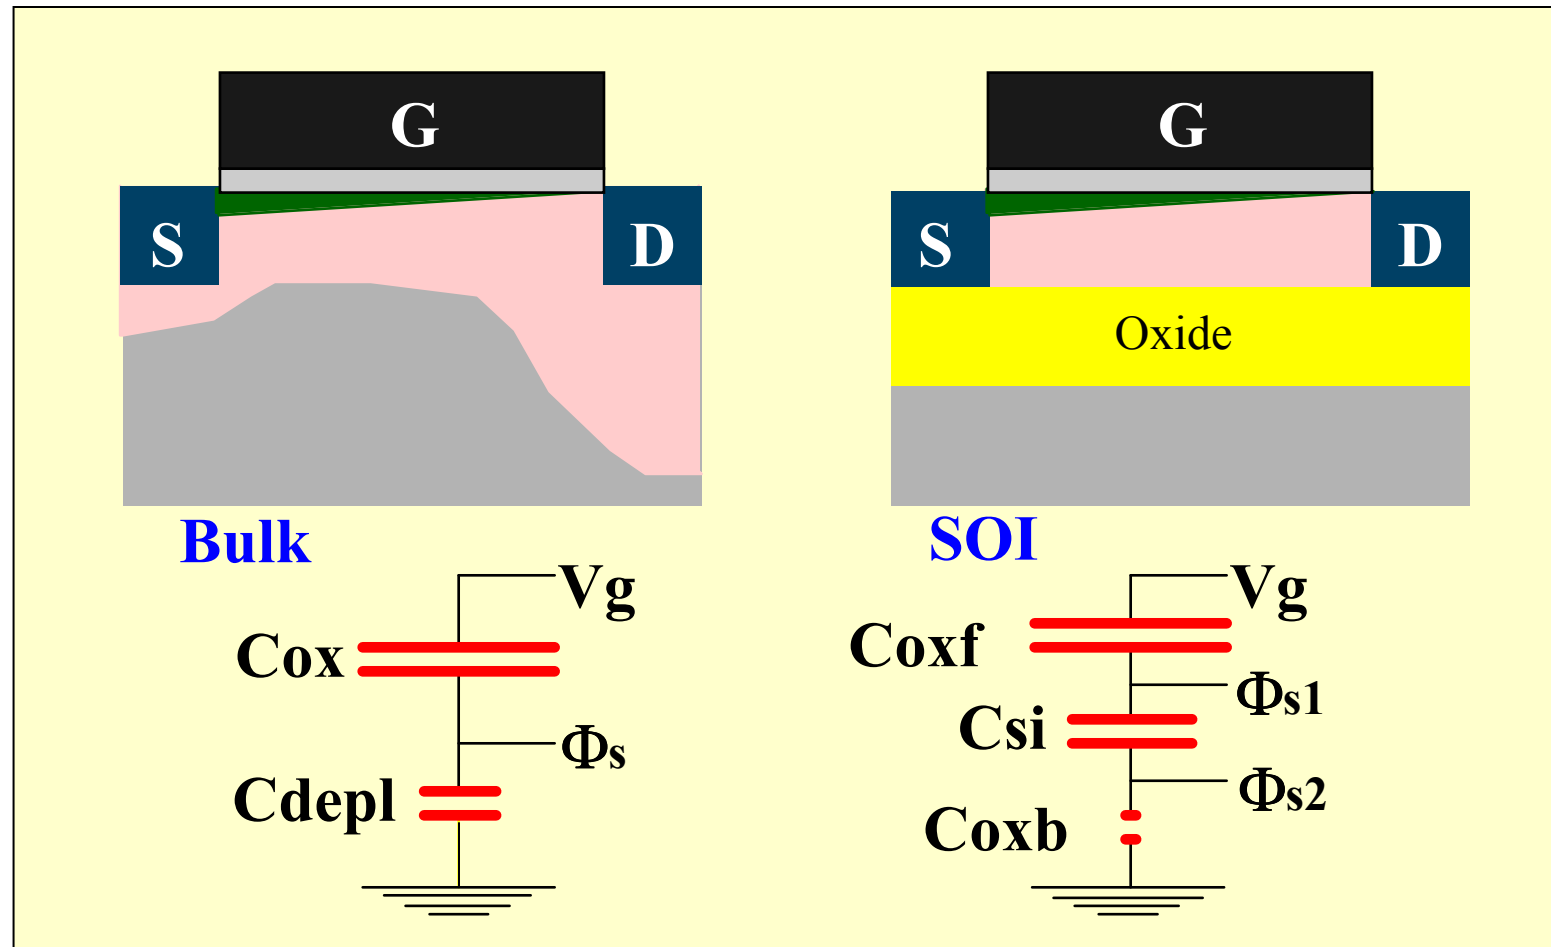 G
S
D
Bulk
Vg
Cox
Φs
Cdepl
G
S
D
Oxide
SOI
Vg
Coxf
Φs1
Csi
Φs2
Coxb